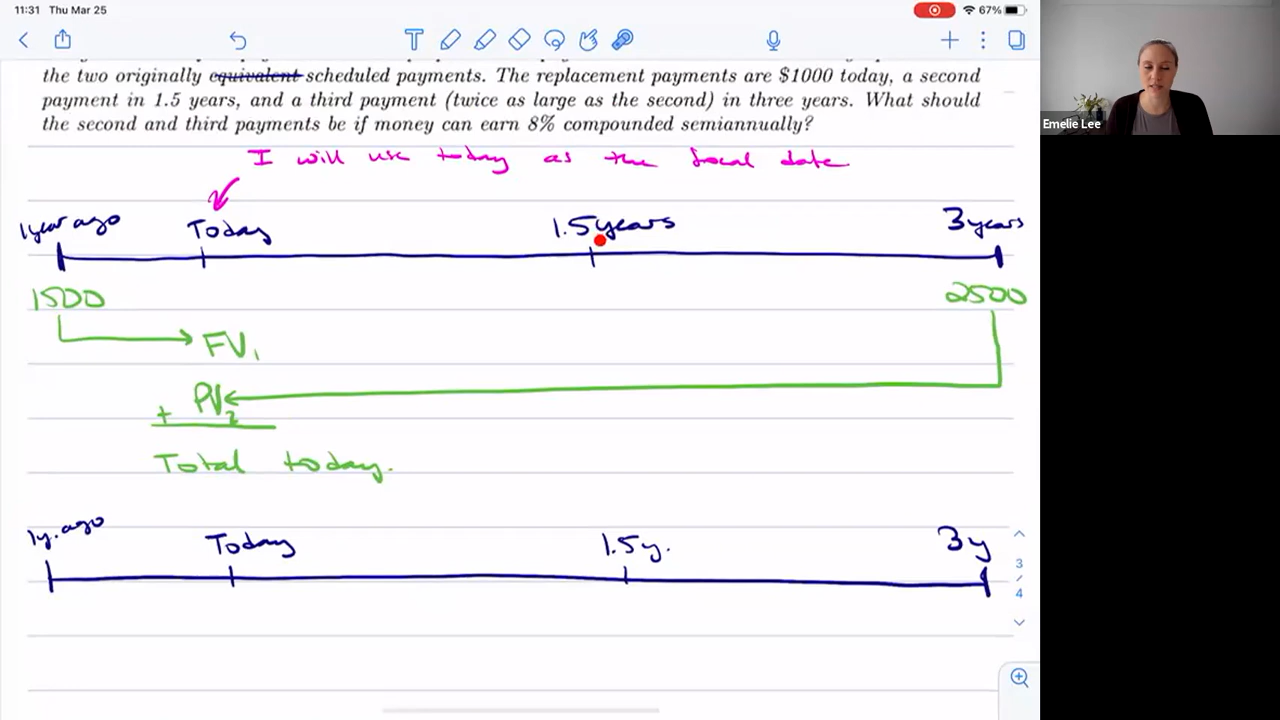 11:31 Thu Mar 25
67%
the two originally equivalent scheduled payments. The replacement payments are $1000 today, a second
payment in 1.5 years, and a third payment (twice as large as the second) in three years. What should
the second and third payments be if money can earn 8% compounded semiannually?
Emelie Lee
I will use today as the focal date
1 year ago Today 1.5 years 3 years
1500 2500
FV1
+ PV2
Total today.
1y. ago Today 1.5 y. 3 y
3
/
4